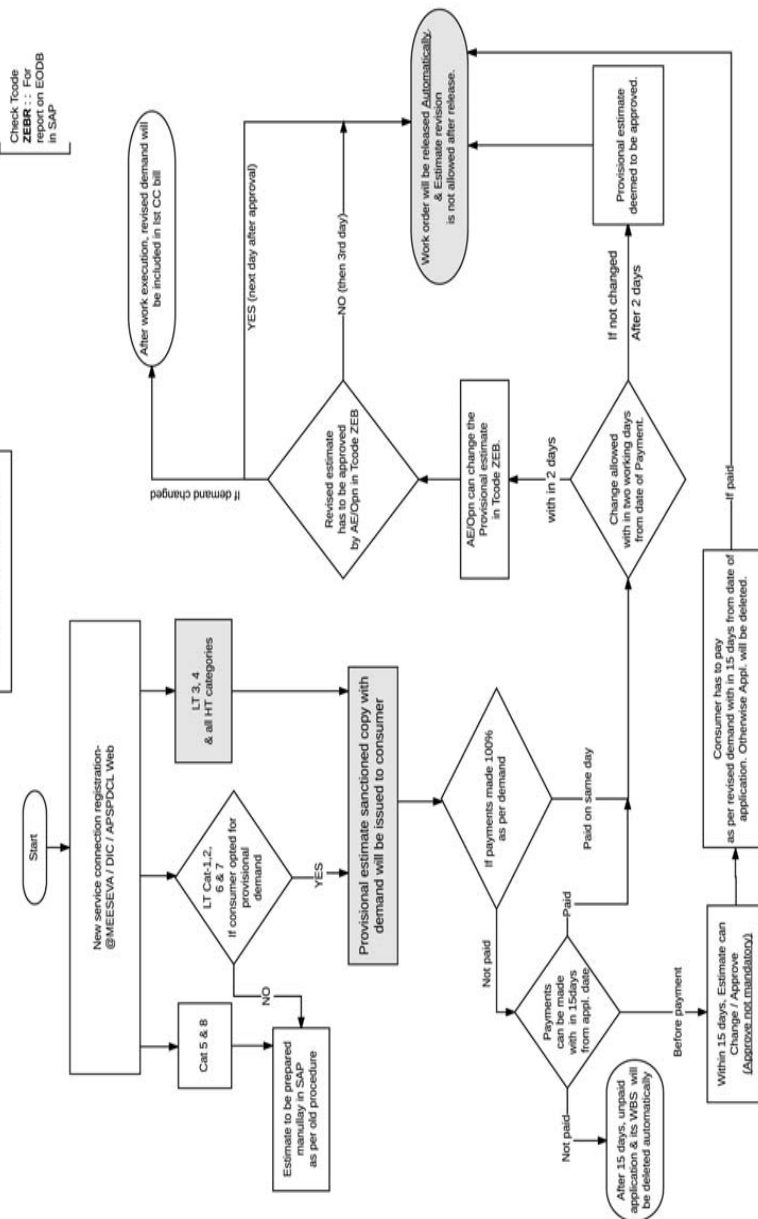 Check Tcode
ZEBR : : For
report on EODB
in SAP
Start
New service connection registration-
@MEESEVA / DIC / APSPDCL Web
Cat 5 & 8
LT Cat-1,2,
6 & 7
If consumer opted for
provisional
demand
LT 3, 4
& all HT categories
NO
YES
Estimate to be prepared
manullay in SAP
as per old procedure
Provisional estimate sanctioned copy with
demand will be issued to consumer
If payments made 100%
as per demand
Not paid
Paid on same day
Payments
can be made
with in 15days
from appl. date
Paid
Not paid
Before payment
After 15 days, unpaid
application & its WBS will
be deleted automatically
Within 15 days, Estimate can
Change / Approve
(Approve not mandatory)
Consumer has to pay
as per revised demand with in 15 days from date of
application. Otherwise Appl. will be deleted.
If paid
Change allowed
with in two working days
from date of Payment.
with in 2 days
If not changed
After 2 days
AE/Opn can change the
Provisional estimate
in Tcode ZEB.
Provisional estimate
deemed to be approved.
Revised estimate
has to be approved
by AE/Opn in Tcode ZEB
If demand changed
YES (next day after approval)
NO (then 3rd day)
After work execution, revised demand will
be included in Ist CC bill
Work order will be released Automatically.
& Estimate revision
is not allowed after release.